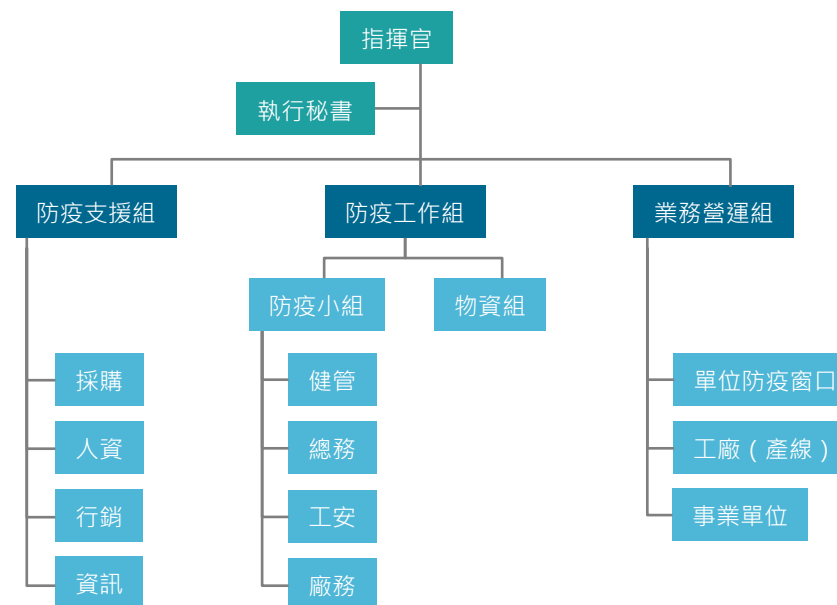 指揮官
執行秘書
防疫支援組
防疫工作組
業務營運組
防疫小組
物資組
採購
健管
單位防疫窗口
人資
總務
工廠（產線）
行銷
工安
事業單位
資訊
廠務